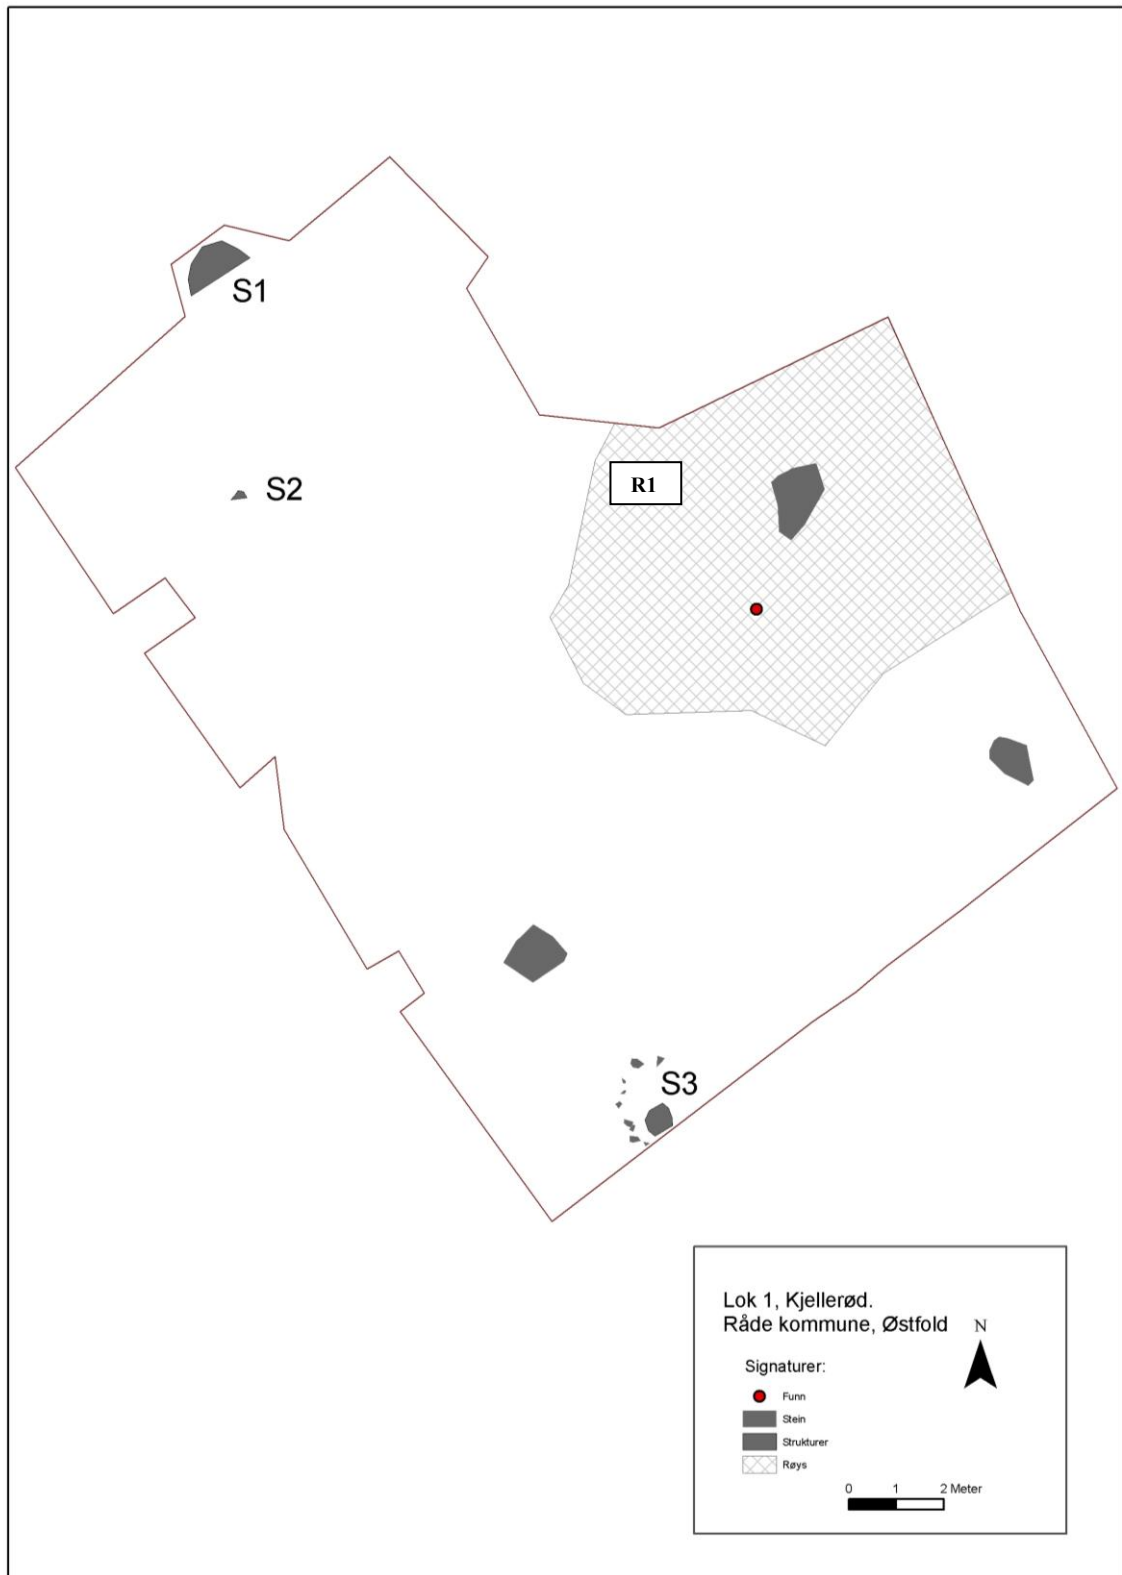 S1
S2
R1
S3
Lok 1, Kjellerød.
Råde kommune, Østfold
N
Signaturer:
Funn
Stein
Strukturer
Røys
0 1 2 Meter